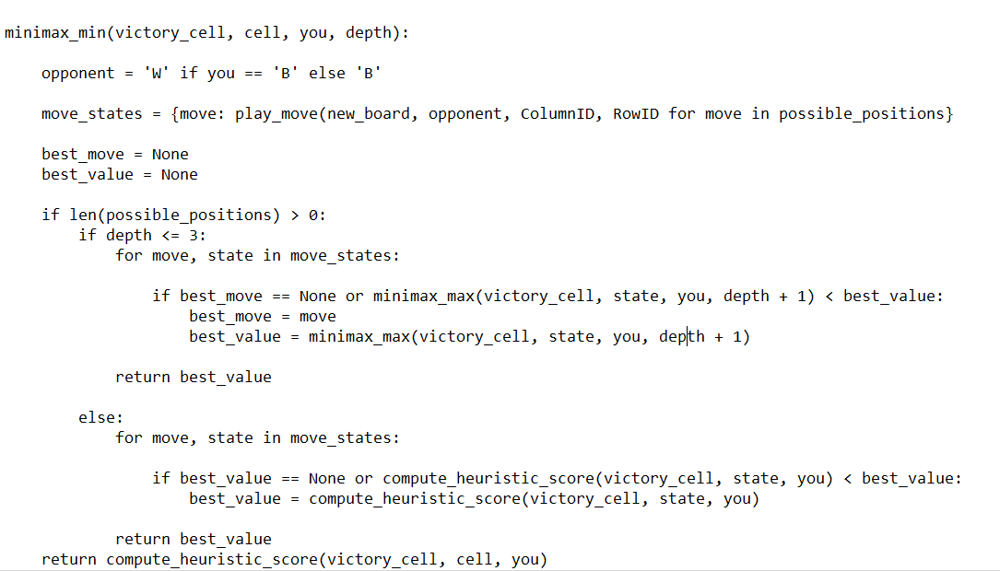 minimax_min(victory_cell, cell, you, depth):
    opponent = 'W' if you == 'B' else 'B'
    move_states = {move: play_move(new_board, opponent, ColumnID, RowID for move in possible_positions}
    best_move = None
    best_value = None
    if len(possible_positions) > 0:
        if depth <= 3:
            for move, state in move_states:
                if best_move == None or minimax_max(victory_cell, state, you, depth + 1) < best_value:
                    best_move = move
                    best_value = minimax_max(victory_cell, state, you, depth + 1)
            return best_value
        else:
            for move, state in move_states:
                if best_value == None or compute_heuristic_score(victory_cell, state, you) < best_value:
                    best_value = compute_heuristic_score(victory_cell, state, you)
            return best_value
    return compute_heuristic_score(victory_cell, cell, you)